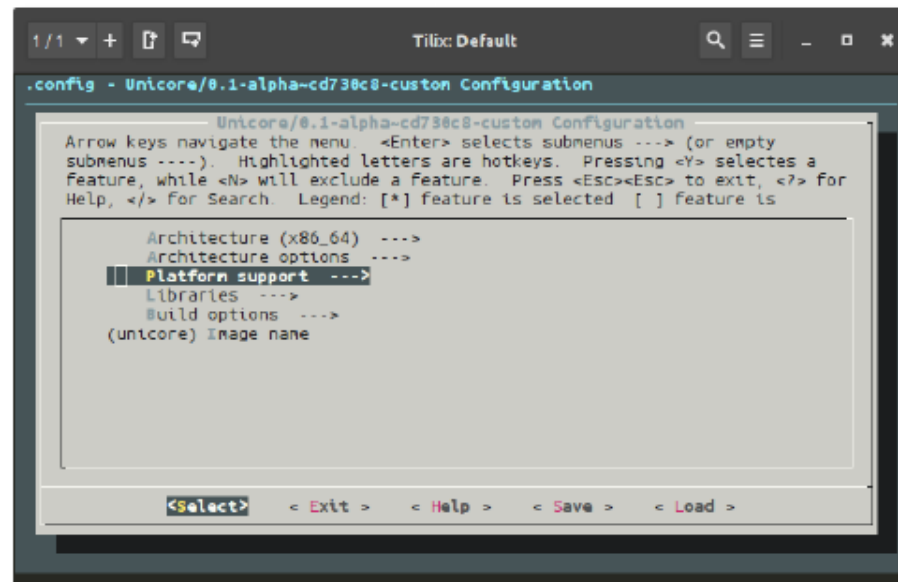 1 / 1
Tilix: Default
.config - Unicore/0.1-alpha~cd730c8-custom Configuration
Unicore/0.1-alpha~cd730c8-custom Configuration
Arrow keys navigate the menu. <Enter> selects submenus ---> (or empty
submenus ----). Highlighted letters are hotkeys. Pressing <Y> selectes a
feature, while <N> will exclude a feature. Press <Esc><Esc> to exit, <?> for
Help, </> for Search. Legend: [*] feature is selected [ ] feature is
Architecture (x86_64) --->
Architecture options --->
Platform support --->
Libraries --->
Build options --->
(unicore) Image name
<Select> < Exit > < Help > < Save > < Load >